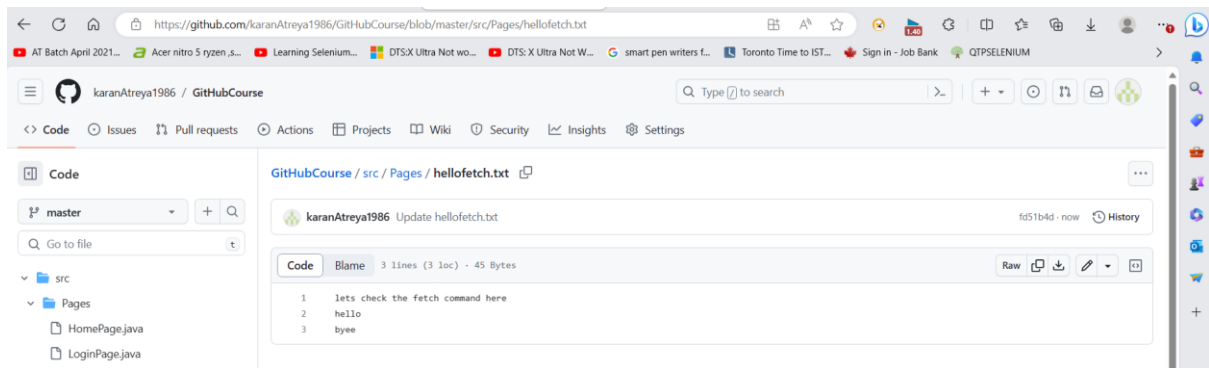 https://github.com/karanAtreya1986/GitHubCourse/blob/master/src/Pages/hellofetch.txt
1.40
AT Batch April 2021...
Acer nitro 5 ryzen ,s...
Learning Selenium...
DTS:X Ultra Not wo...
DTS: X Ultra Not W...
smart pen writers f...
Toronto Time to IST...
Sign in - Job Bank
QTPSELENIUM
karanAtreya1986 / GitHubCourse
Type / to search
Code
Issues
Pull requests
Actions
Projects
Wiki
Security
Insights
Settings
Code
master
Go to file
t
src
Pages
HomePage.java
LoginPage.java
GitHubCourse / src / Pages / hellofetch.txt
karanAtreya1986 Update hellofetch.txt
fd51b4d · now
History
Code
Blame
3 lines (3 loc) · 45 Bytes
Raw
1 lets check the fetch command here
2 hello
3 byee